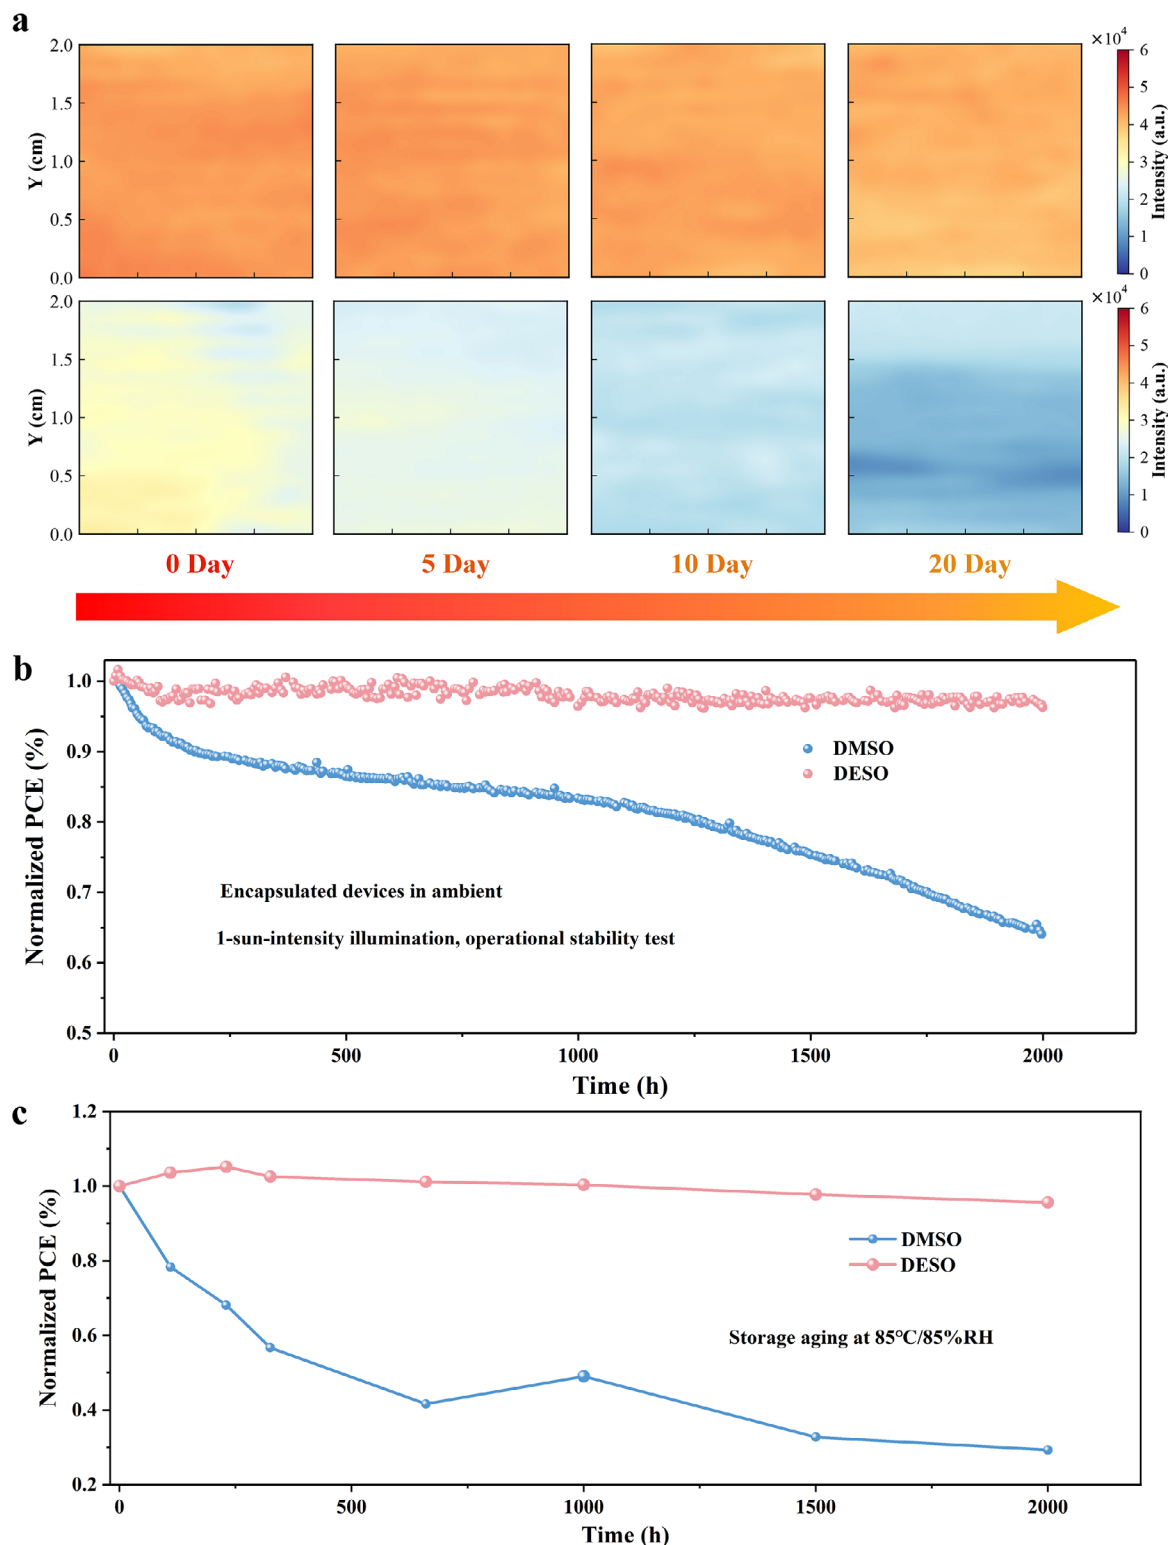 a
Y (cm)
2.0
1.5
1.0
0.5
0.0
×10⁴
6
5
4
3
2
1
0
Intensity (a.u.)
Y (cm)
2.0
1.5
1.0
0.5
0.0
×10⁴
6
5
4
3
2
1
0
Intensity (a.u.)
0 Day 5 Day 10 Day 20 Day
b
Normalized PCE (%)
1.0
0.9
0.8
0.7
0.6
0.5
DMSO
DESO
Encapsulated devices in ambient
1-sun-intensity illumination, operational stability test
0 500 1000 1500 2000
Time (h)
c
Normalized PCE (%)
1.2
1.0
0.8
0.6
0.4
0.2
DMSO
DESO
Storage aging at 85℃/85%RH
0 500 1000 1500 2000
Time (h)